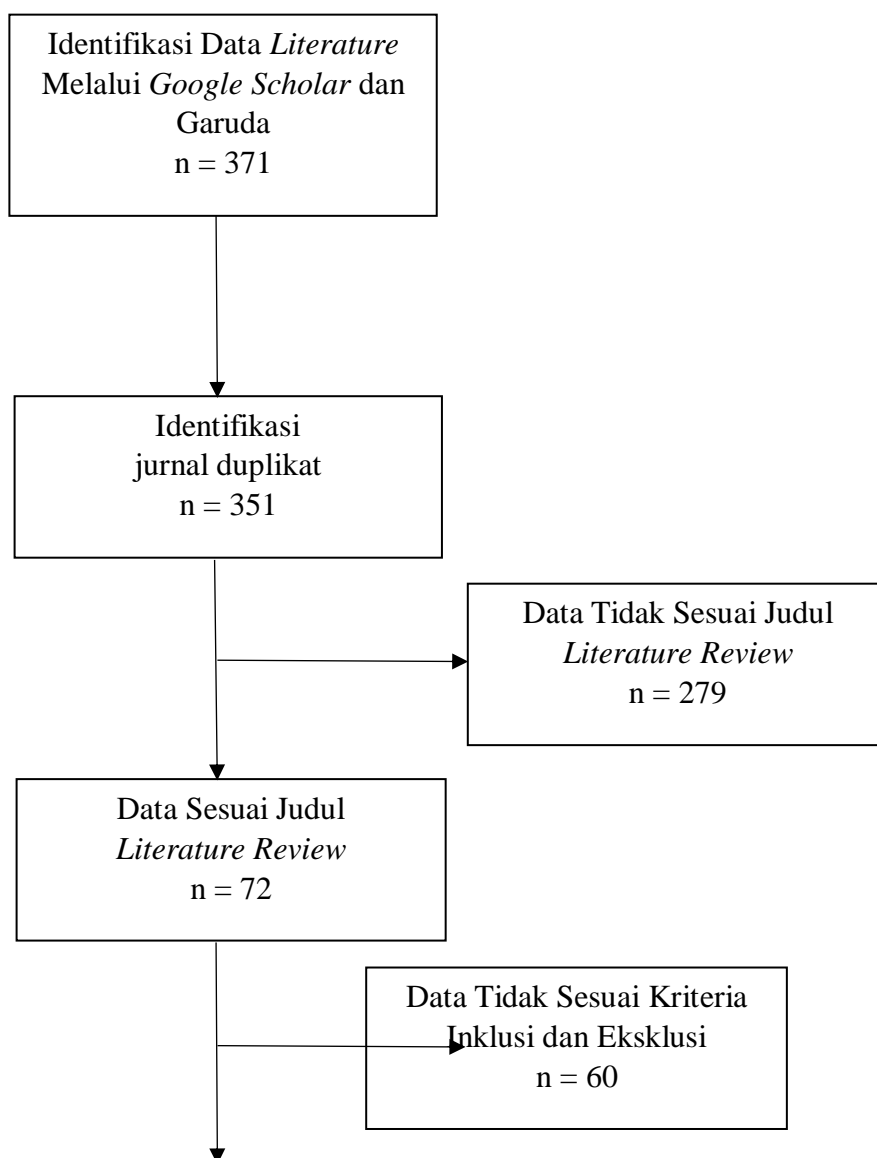 Identifikasi Data Literature
Melalui Google Scholar dan
Garuda
n = 371
Identifikasi
jurnal duplikat
n = 351
Data Tidak Sesuai Judul
Literature Review
n = 279
Data Sesuai Judul
Literature Review
n = 72
Data Tidak Sesuai Kriteria
Inklusi dan Eksklusi
n = 60